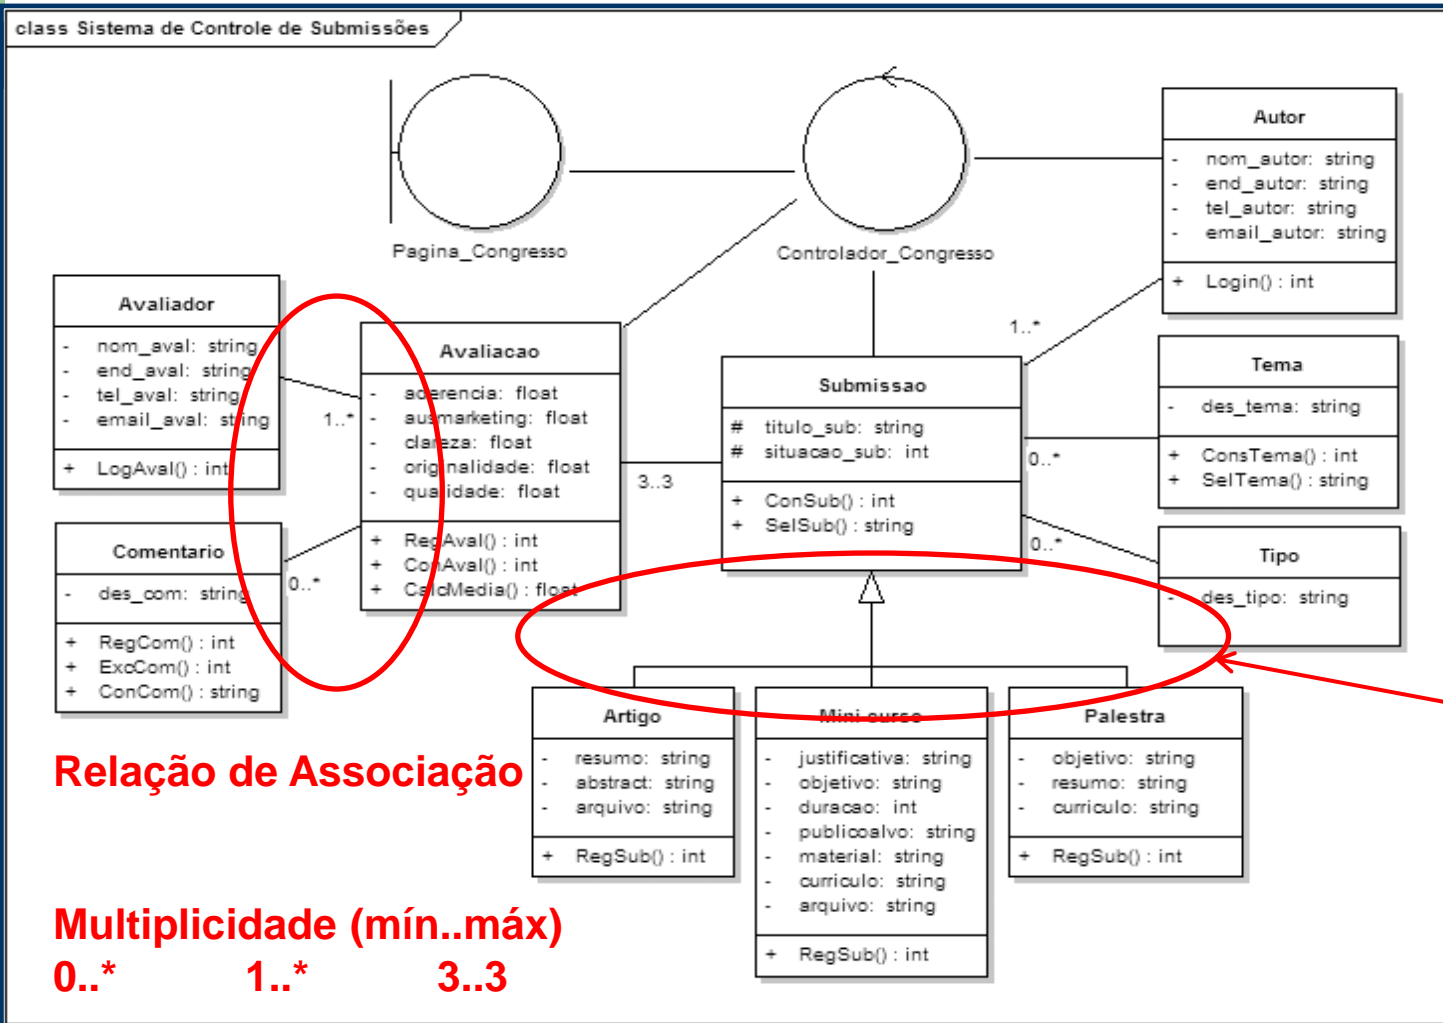 class Sistema de Controle de Submissões
Pagina_Congresso
Controlador_Congresso
Autor
- nom_autor: string
- end_autor: string
- tel_autor: string
- email_autor: string
+ Login() : int
Avaliador
- nom_aval: string
- end_aval: string
- tel_aval: string
- email_aval: string
+ LogAval() : int
1..*
Avaliacao
- aderencia: float
- ausmarketing: float
- clareza: float
- originalidade: float
- qualidade: float
+ RegAval() : int
+ ConAval() : int
+ CalcMedia() : float
3..3
Submissao
# titulo_sub: string
# situacao_sub: int
+ ConSub() : int
+ SelSub() : string
1..*
0..*
0..*
Tema
- des_tema: string
+ ConsTema() : int
+ SelTema() : string
Tipo
- des_tipo: string
Comentario
- des_com: string
+ RegCom() : int
+ ExcCom() : int
+ ConCom() : string
0..*
Artigo
- resumo: string
- abstract: string
- arquivo: string
+ RegSub() : int
Mini-curso
- justificativa: string
- objetivo: string
- duracao: int
- publicoalvo: string
- material: string
- curriculo: string
- arquivo: string
+ RegSub() : int
Palestra
- objetivo: string
- resumo: string
- curriculo: string
+ RegSub() : int
Relação de Associação
Multiplicidade (mín..máx)
0..* 1..* 3..3